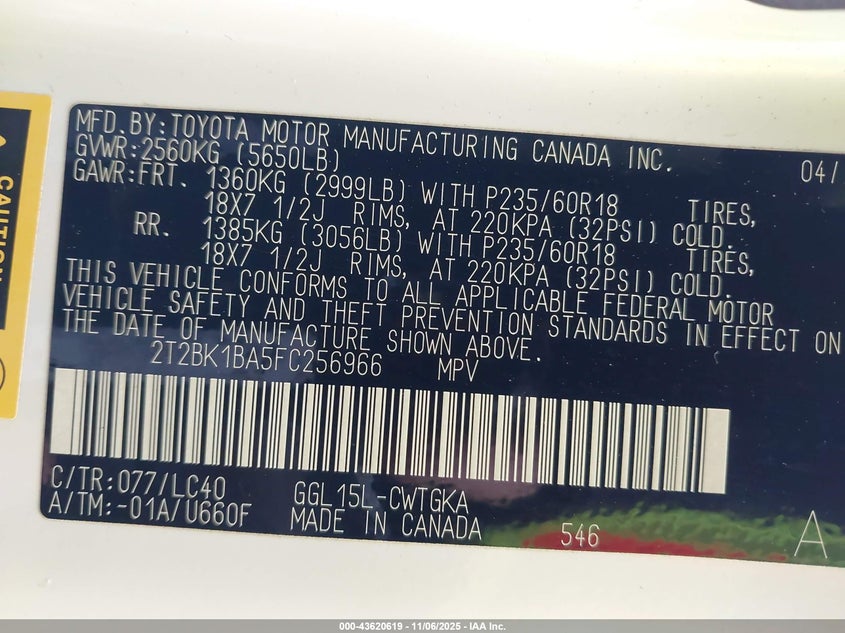 MFD. BY: TOYOTA MOTOR MANUFACTURING CANADA INC. 04/
GVWR: 2560KG (5650LB)
GAWR: FRT. 1360KG (2999LB) WITH P235/60R18 TIRES,
18X7 1/2J RIMS, AT 220KPA (32PSI) COLD.
RR. 1385KG (3056LB) WITH P235/60R18 TIRES,
18X7 1/2J RIMS, AT 220KPA (32PSI) COLD.
THIS VEHICLE CONFORMS TO ALL APPLICABLE FEDERAL MOTOR
VEHICLE SAFETY AND THEFT PREVENTION STANDARDS IN EFFECT ON
THE DATE OF MANUFACTURE SHOWN ABOVE.
2T2BK1BA5FC256966 MPV
C/TR: 077/LC40 GGL15L-CWTGKA
A/TM: -01A/U660F MADE IN CANADA 546 A
CAUTION
000-43620619 - 11/06/2025 - IAA Inc.